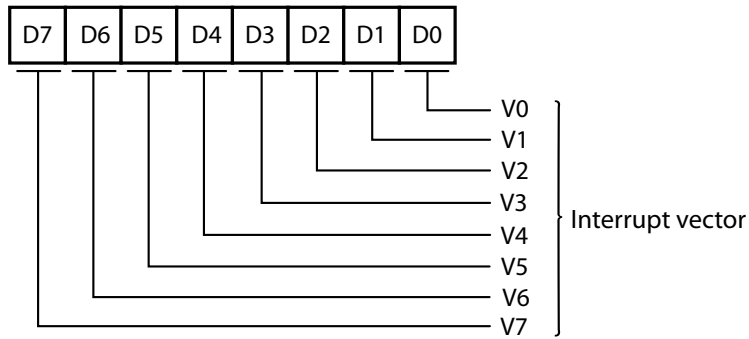 D7 D6 D5 D4 D3 D2 D1 D0
V0
V1
V2
V3
Interrupt vector
V4
V5
V6
V7